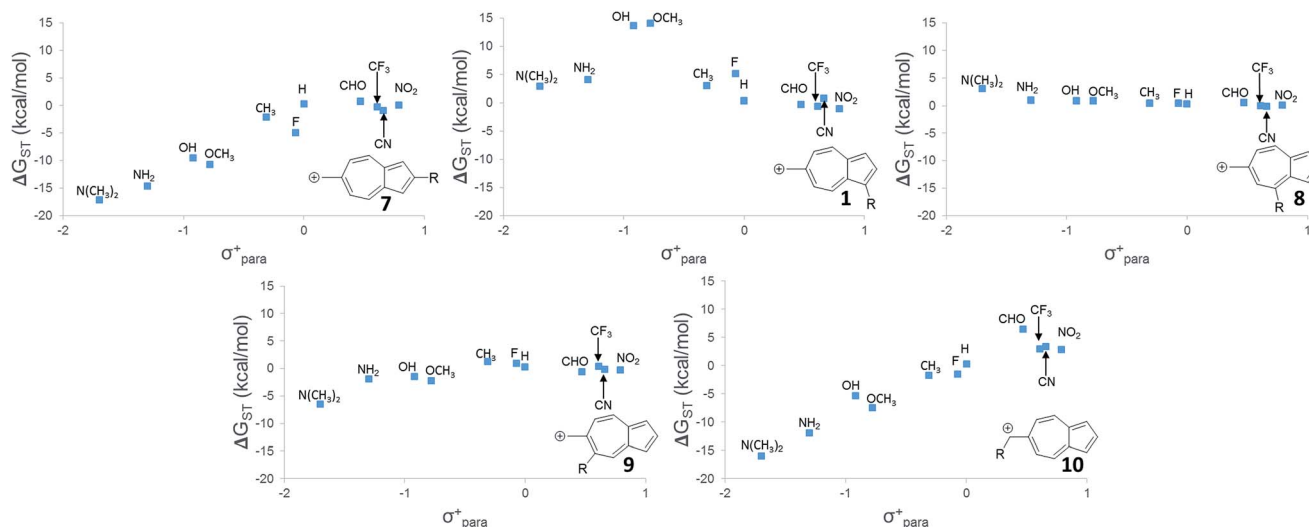 15
10
5
0
-5
-10
-15
-20
ΔG_ST (kcal/mol)
N(CH₃)₂
NH₂
OH
OCH₃
CH₃
F
H
CHO
CF₃
CN
NO₂
⊕
R
7
-2
-1
0
1
σ⁺para
15
10
5
0
-5
-10
-15
-20
ΔG_ST (kcal/mol)
N(CH₃)₂
NH₂
OH
OCH₃
CH₃
F
H
CHO
CF₃
CN
NO₂
⊕
R
1
-2
-1
0
1
σ⁺para
15
10
5
0
-5
-10
-15
-20
ΔG_ST (kcal/mol)
N(CH₃)₂
NH₂
OH
OCH₃
CH₃
F
H
CHO
CF₃
CN
NO₂
⊕
R
8
-2
-1
0
1
σ⁺para
15
10
5
0
-5
-10
-15
-20
ΔG_ST (kcal/mol)
N(CH₃)₂
NH₂
OH
OCH₃
CH₃
F
H
CHO
CF₃
CN
NO₂
⊕
R
9
-2
-1
0
1
σ⁺para
15
10
5
0
-5
-10
-15
-20
ΔG_ST (kcal/mol)
N(CH₃)₂
NH₂
OH
OCH₃
CH₃
F
H
CHO
CF₃
CN
NO₂
⊕
R
10
-2
-1
0
1
σ⁺para